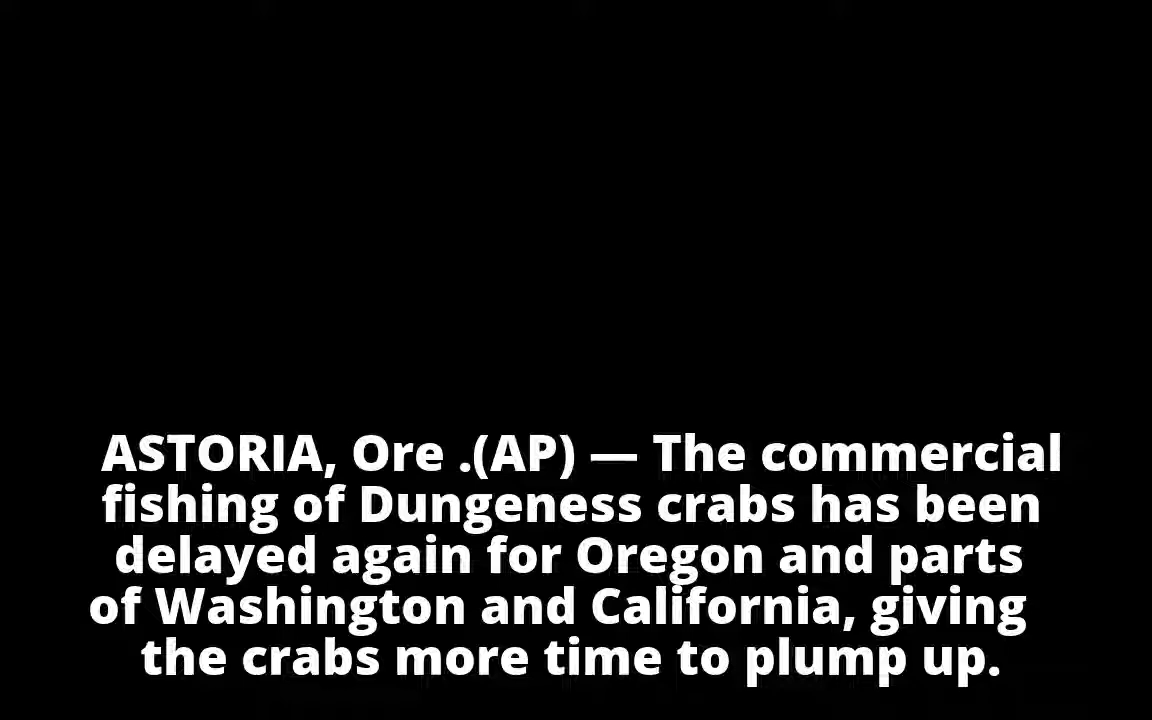 ASTORIA, Ore .(AP) — The commercial
fishing of Dungeness crabs has been
delayed again for Oregon and parts
of Washington and California, giving
the crabs more time to plump up.